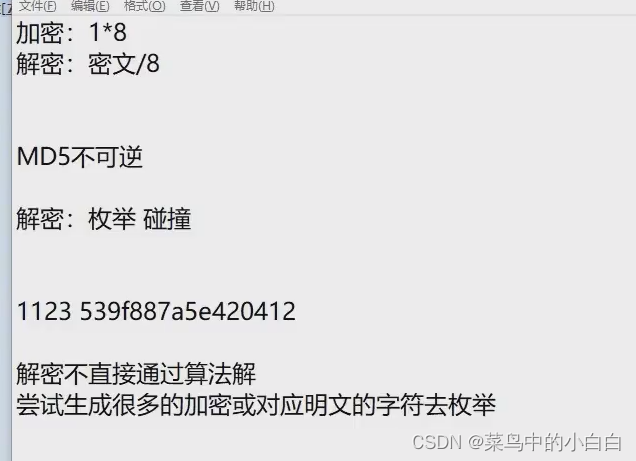 文件(F) 编辑(E) 格式(O) 查看(V) 帮助(H)
加密：1*8
解密：密文/8
MD5不可逆
解密：枚举 碰撞
1123 539f887a5e420412
解密不直接通过算法解
尝试生成很多的加密或对应明文的字符去枚举
CSDN @菜鸟中的小白白